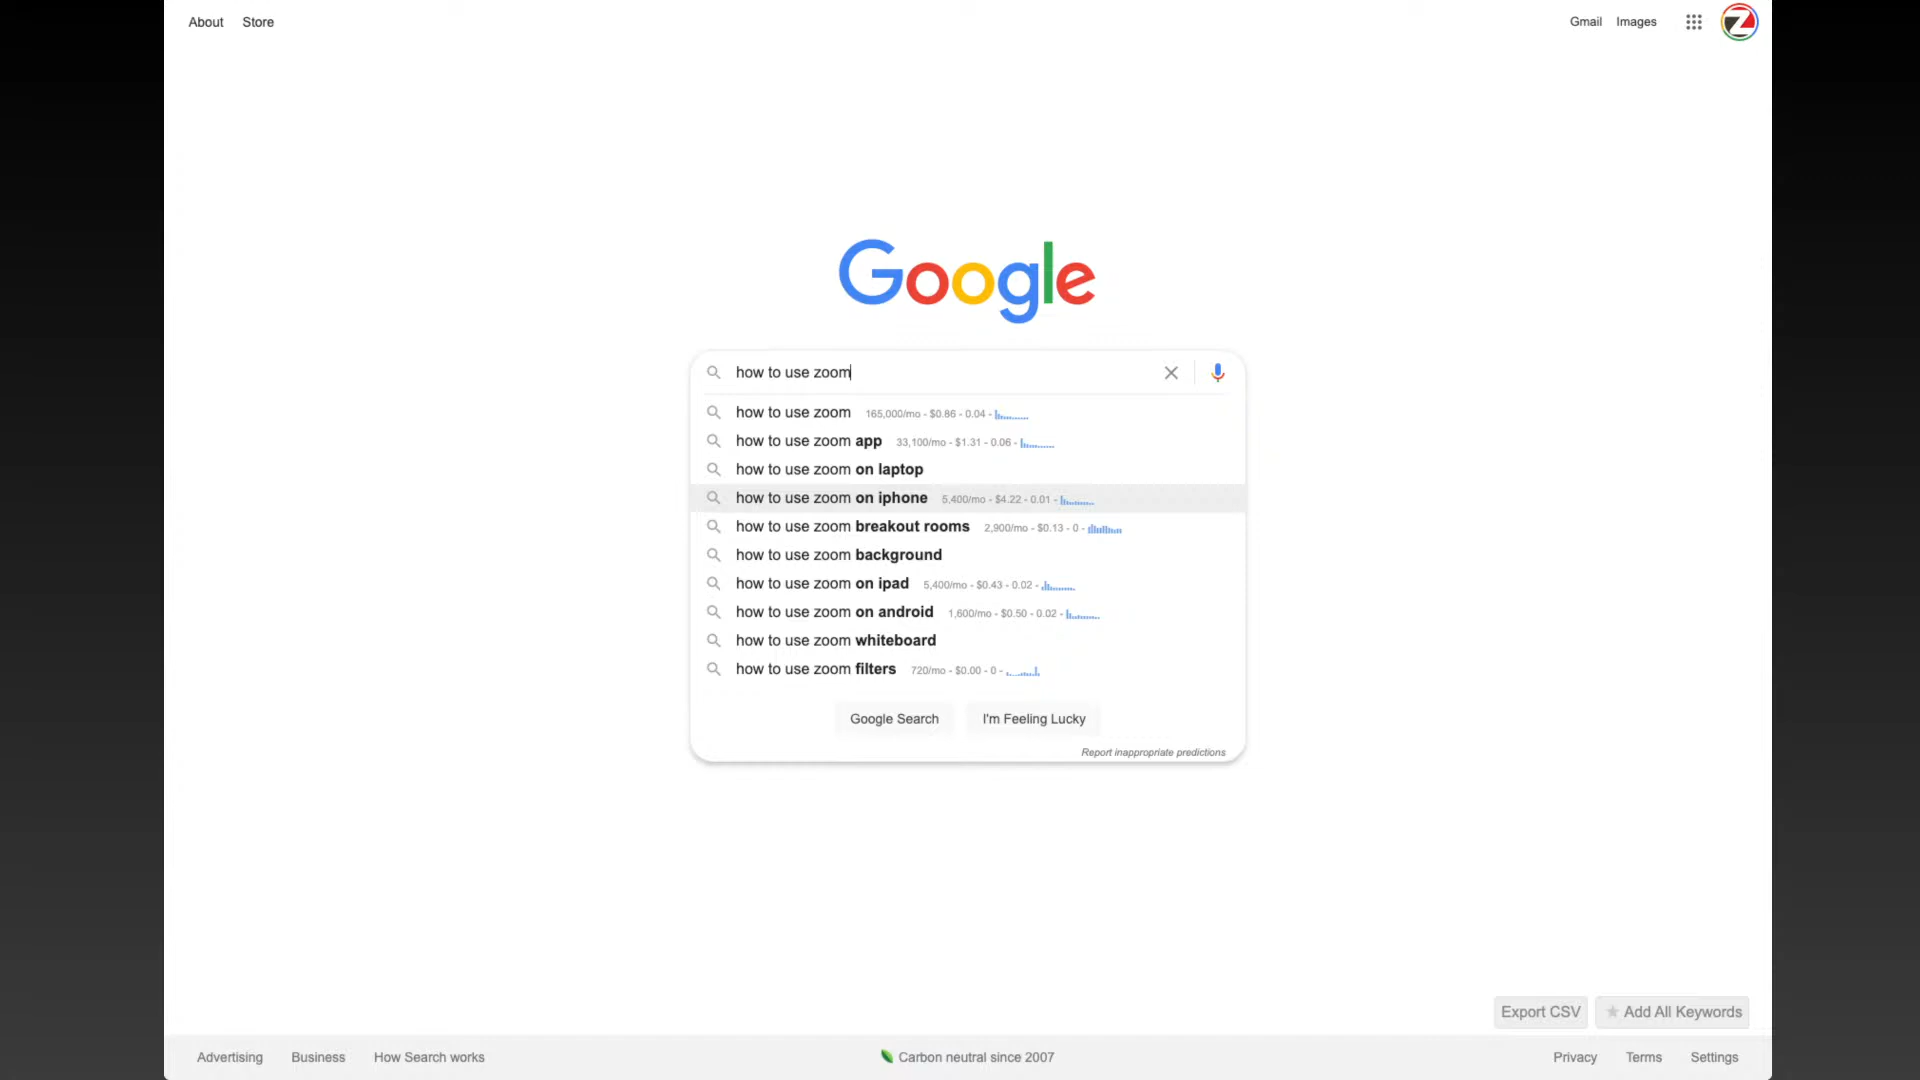 About Store
Gmail Images
Google
how to use zoom
how to use zoom 165,000/mo - $0.86 - 0.04 -
how to use zoom app 33,100/mo - $1.31 - 0.06 -
how to use zoom on laptop
how to use zoom on iphone 5,400/mo - $4.22 - 0.01 -
how to use zoom breakout rooms 2,900/mo - $0.13 - 0 -
how to use zoom background
how to use zoom on ipad 5,400/mo - $0.43 - 0.02 -
how to use zoom on android 1,600/mo - $0.50 - 0.02 -
how to use zoom whiteboard
how to use zoom filters 720/mo - $0.00 - 0 -
Google Search I'm Feeling Lucky
Report inappropriate predictions
Export CSV Add All Keywords
Advertising Business How Search works Carbon neutral since 2007 Privacy Terms Settings